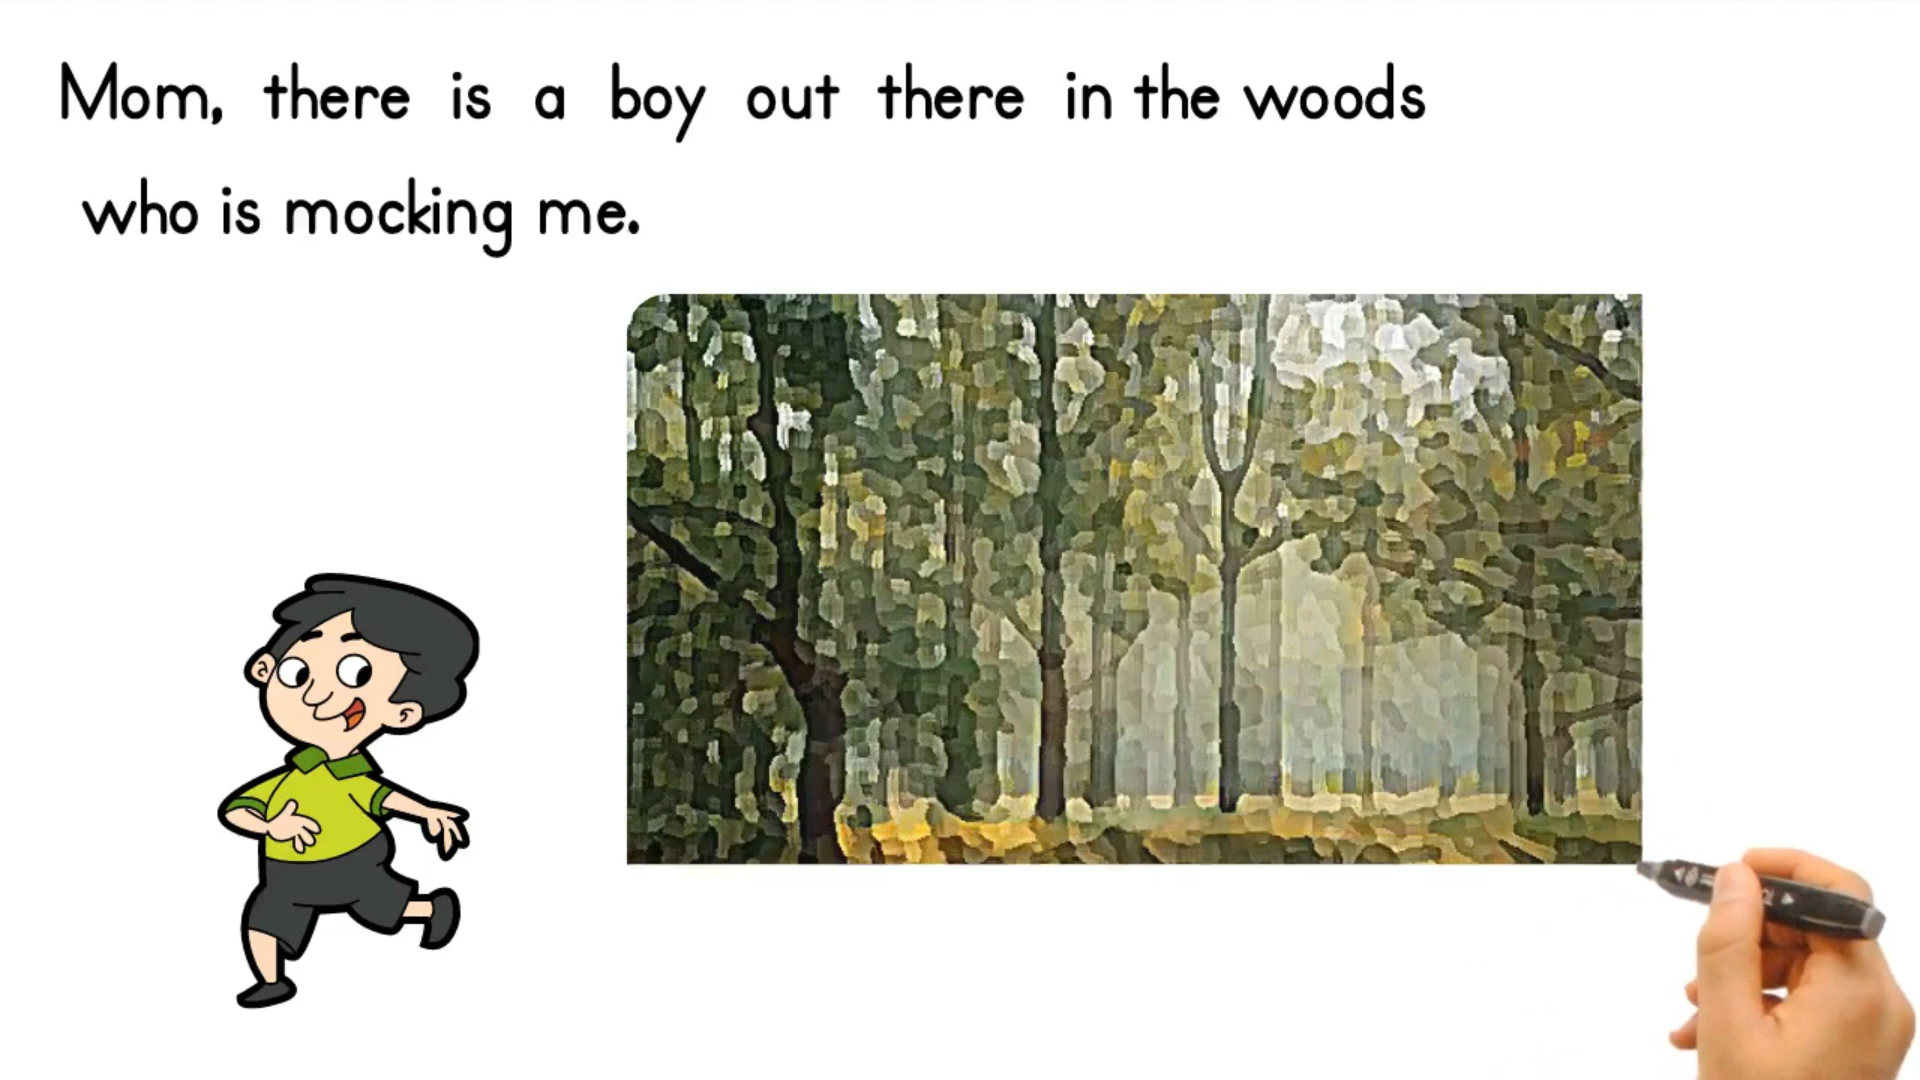 Mom, there is a boy out there in the woods
who is mocking me.